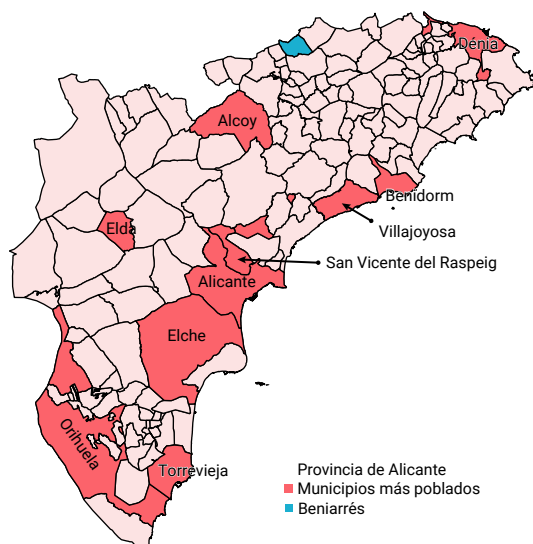 Dénia
Alcoy
Benidorm
Elda
Villajoyosa
San Vicente del Raspeig
Alicante
Elche
Orihuela
Torrevieja
Provincia de Alicante
Municipios más poblados
Beniarrés